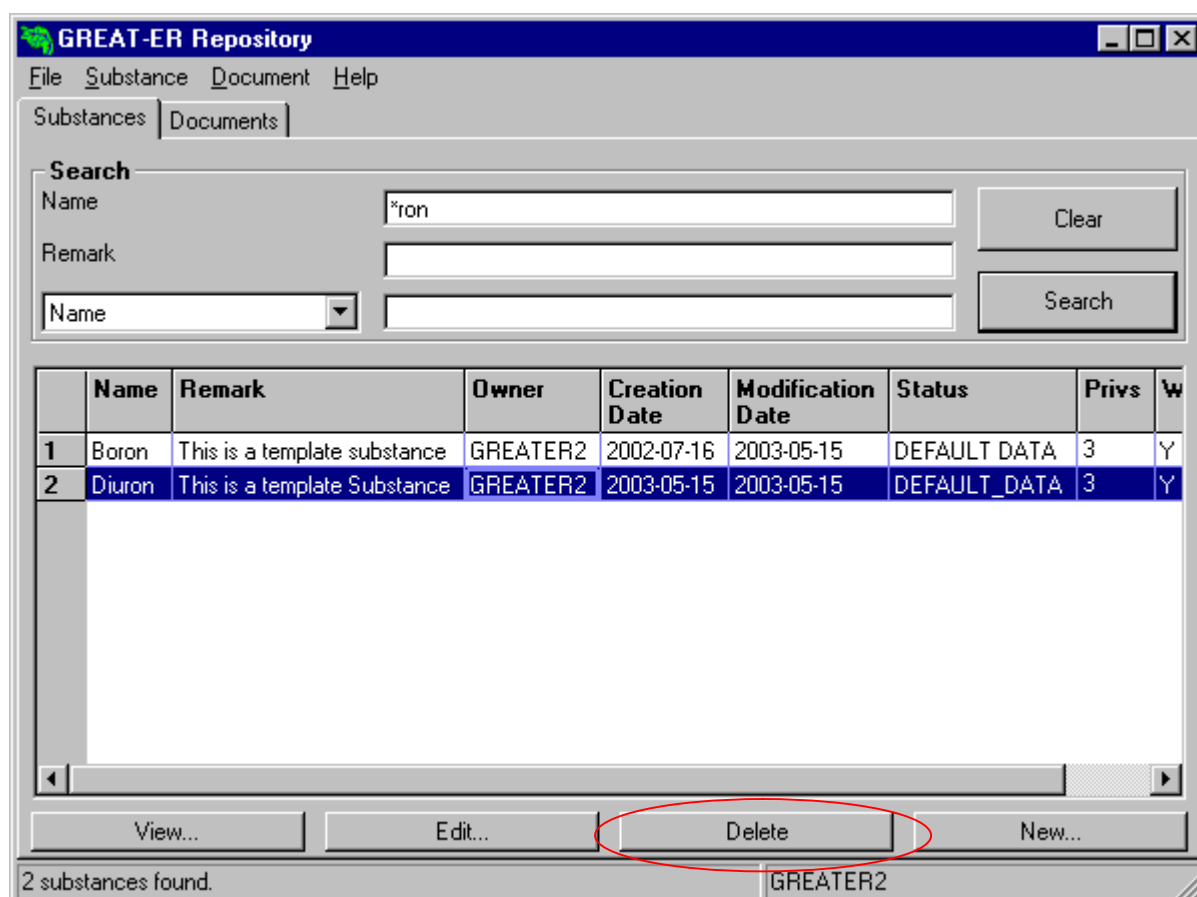 GREAT-ER Repository
File Substance Document Help
Substances Documents
Search
Name *ron Clear
Remark
Name Search
Name Remark Owner Creation Date Modification Date Status Privs W
1 Boron This is a template substance GREATER2 2002-07-16 2003-05-15 DEFAULT DATA 3 Y
2 Diuron This is a template Substance GREATER2 2003-05-15 2003-05-15 DEFAULT_DATA 3 Y
View... Edit... Delete New...
2 substances found. GREATER2